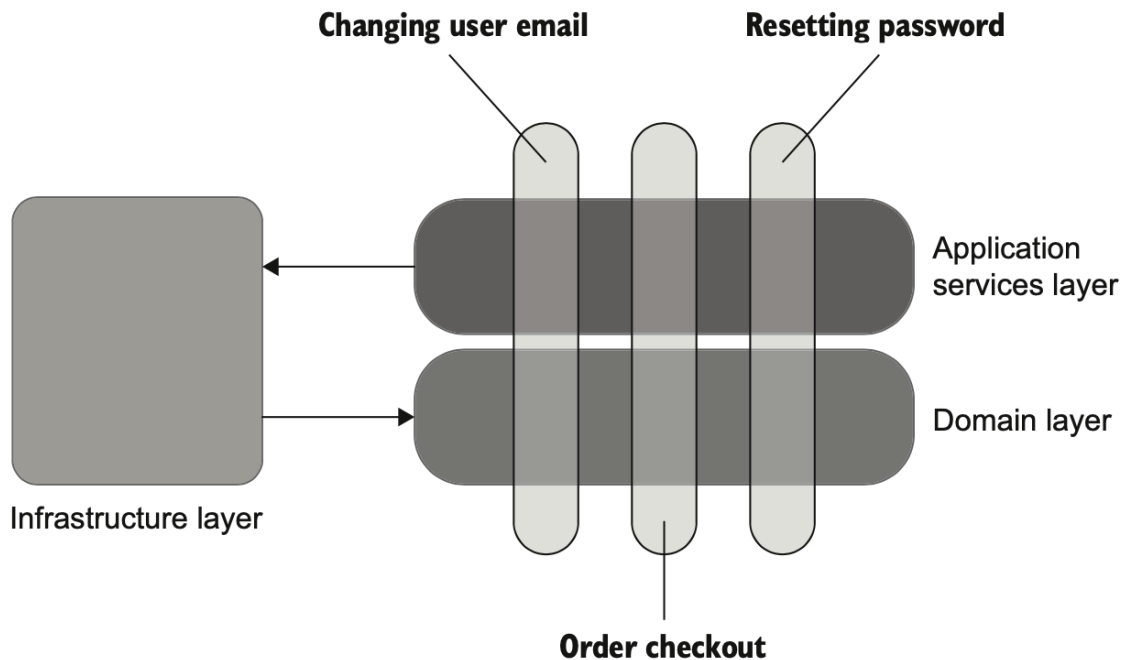 Changing user email
Resetting password
Application
services layer
Domain layer
Infrastructure layer
Order checkout